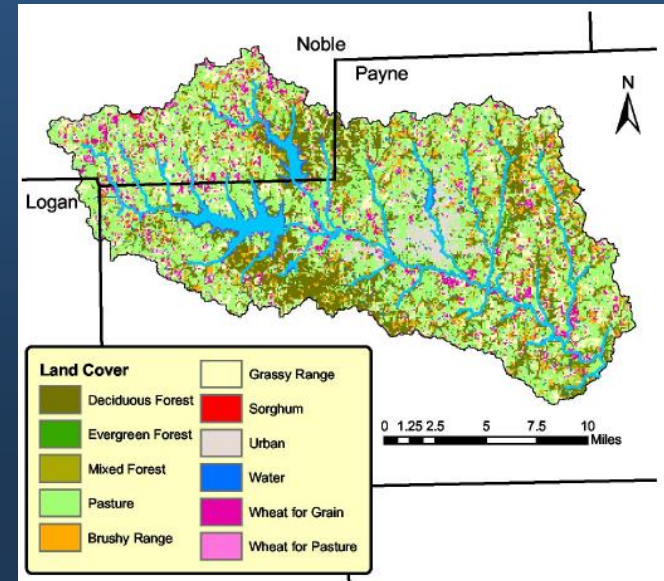 Noble
Payne
N
Logan
Land Cover
Deciduous Forest
Evergreen Forest
Mixed Forest
Pasture
Brushy Range
Grassy Range
Sorghum
Urban
Water
Wheat for Grain
Wheat for Pasture
0 1.25 2.5 5 7.5 10
Miles